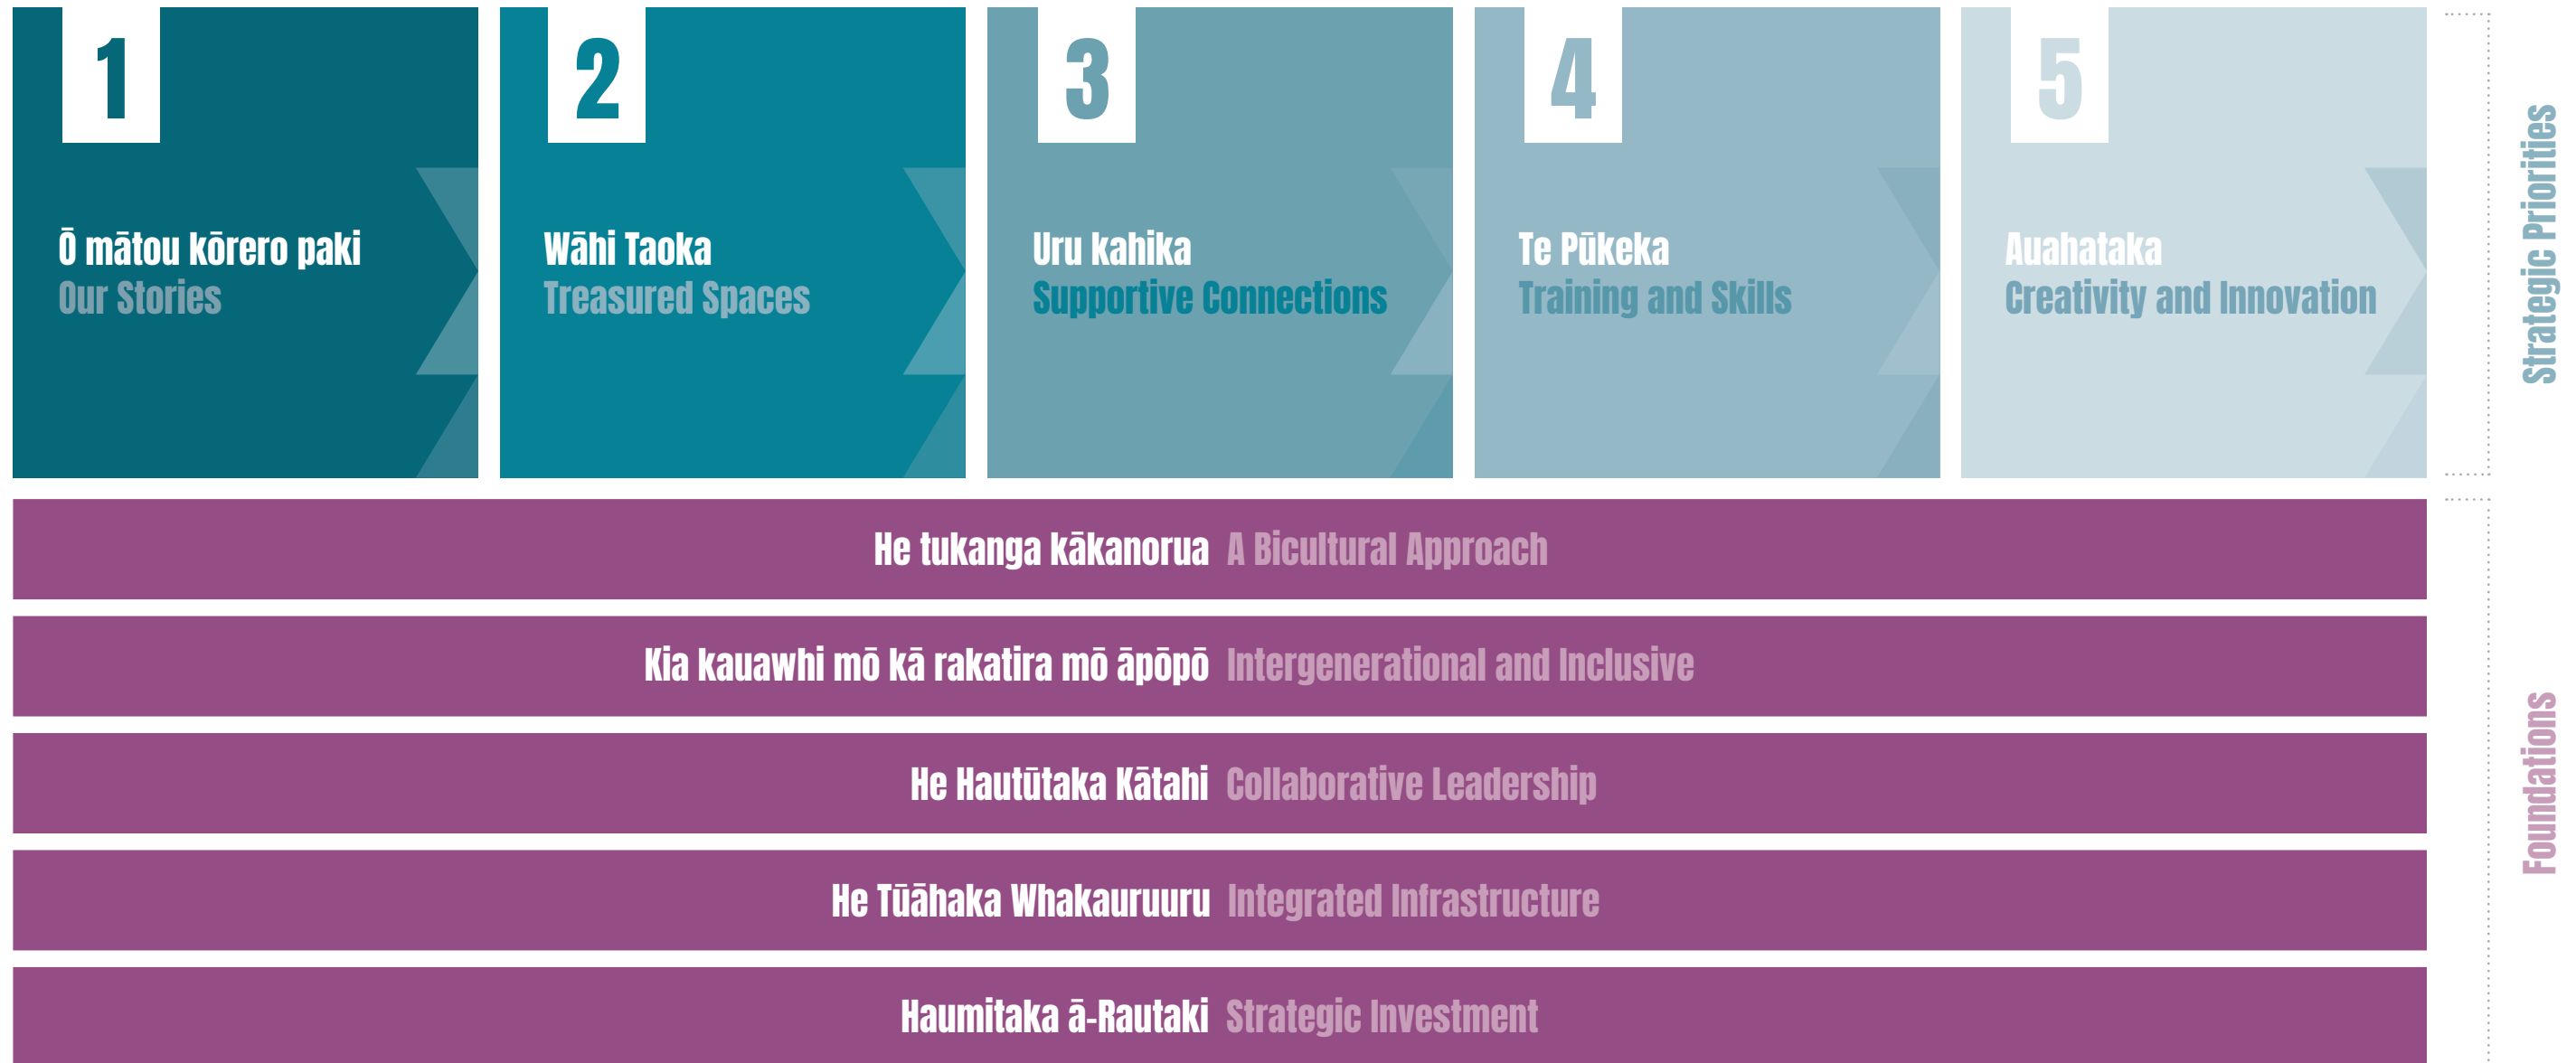 1
Ō mātou kōrero paki
Our Stories
2
Wāhi Taoka
Treasured Spaces
3
Uru kahika
Supportive Connections
4
Te Pūkeka
Training and Skills
5
Auahataka
Creativity and Innovation
Strategic Priorities
He tukanga kākanorua A Bicultural Approach
Kia kauawhi mō kā rakatira mō āpōpō Intergenerational and Inclusive
He Hautūtaka Kātahi Collaborative Leadership
He Tūāhaka Whakauruuru Integrated Infrastructure
Haumitaka ā-Rautaki Strategic Investment
Foundations